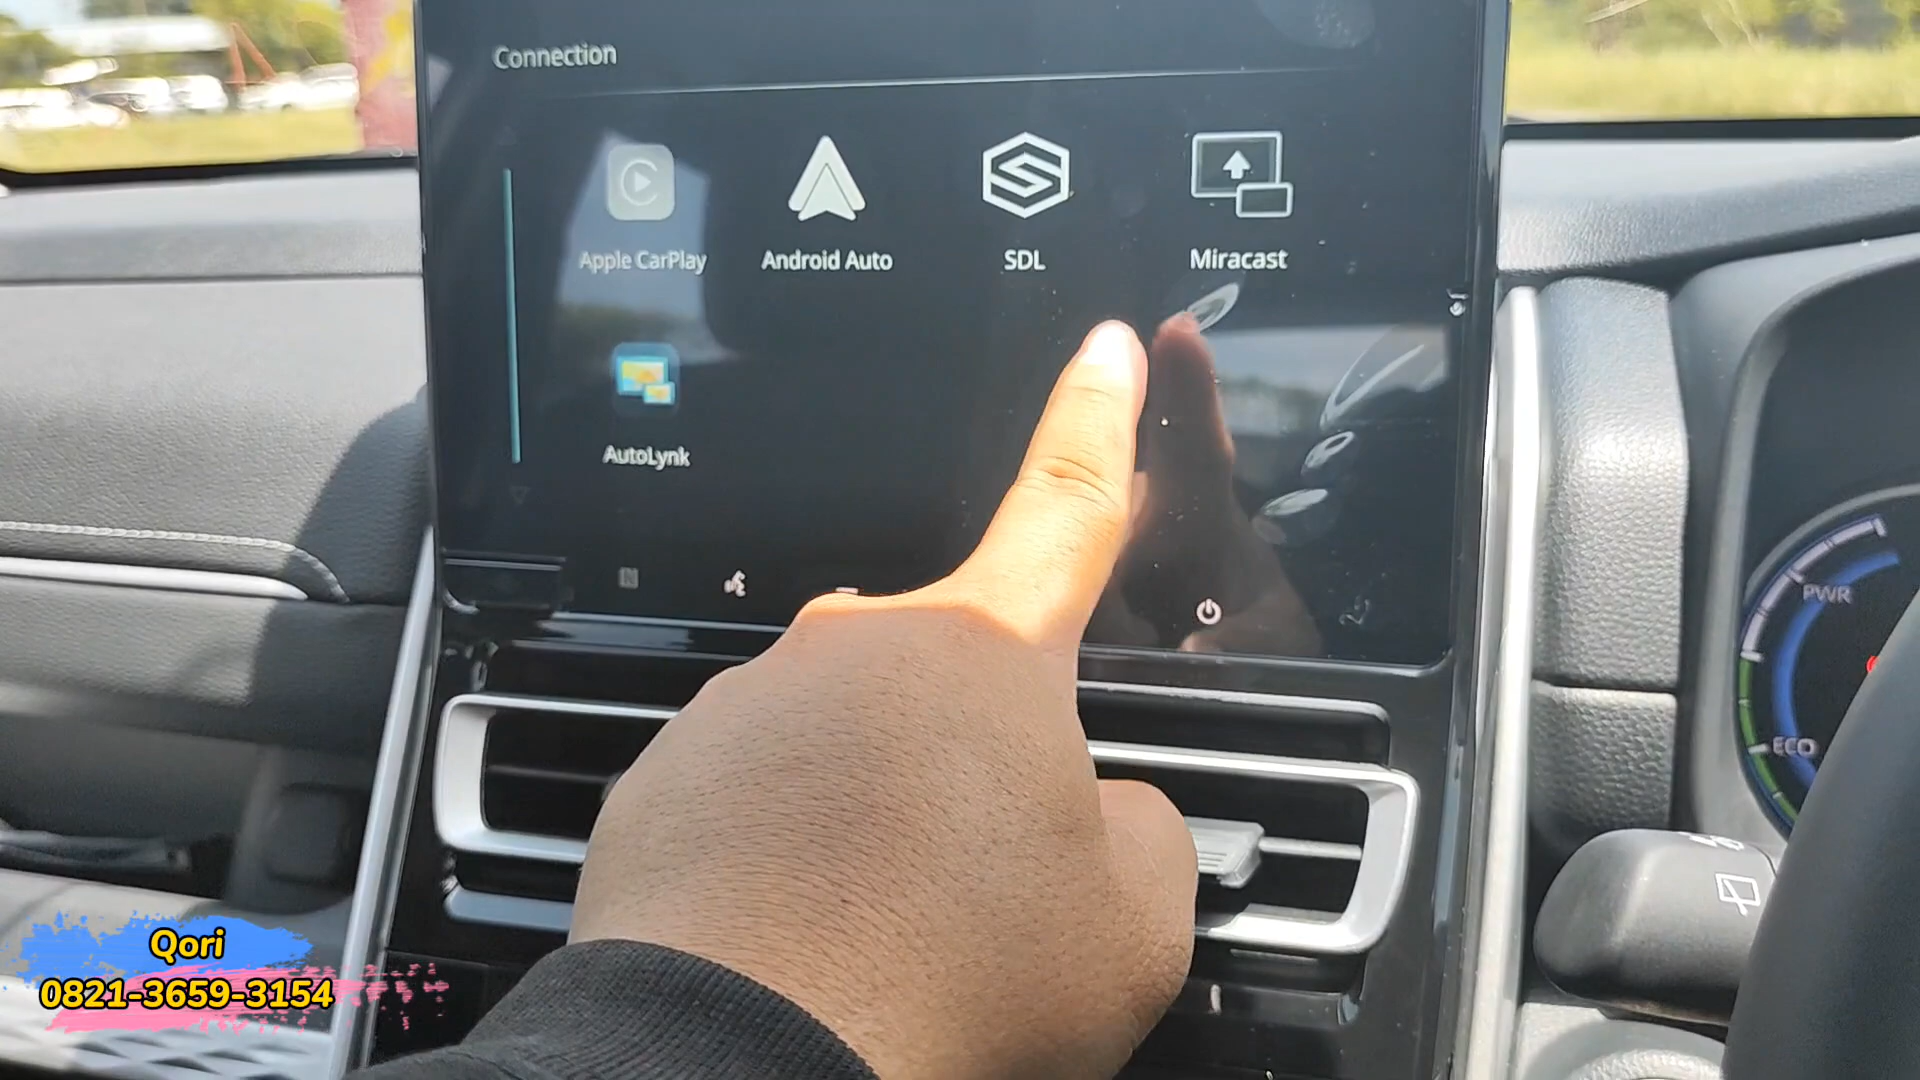 Connection
Apple CarPlay
Android Auto
SDL
Miracast
AutoLynk
PWR
ECO
Qori
0821-3659-3154